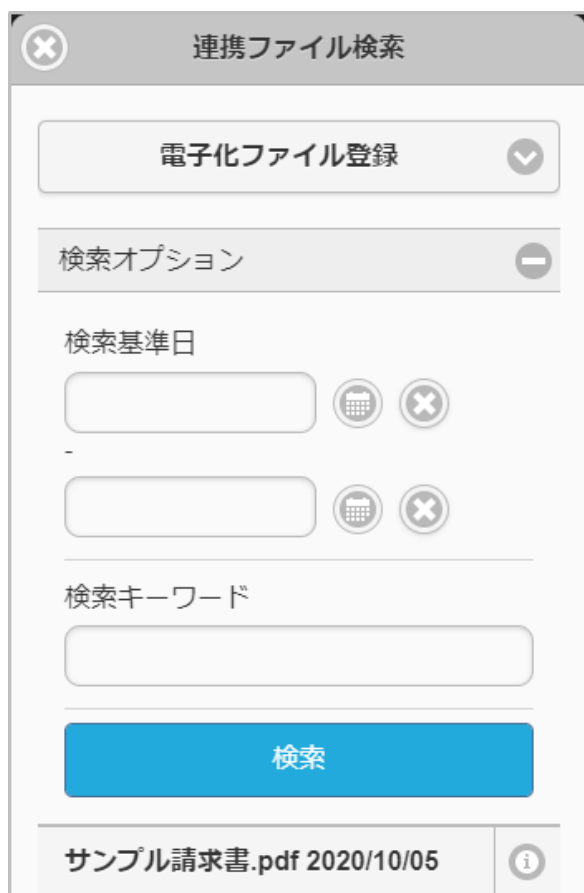 連携ファイル検索
電子化ファイル登録
検索オプション
検索基準日
-
検索キーワード
検索
サンプル請求書.pdf 2020/10/05